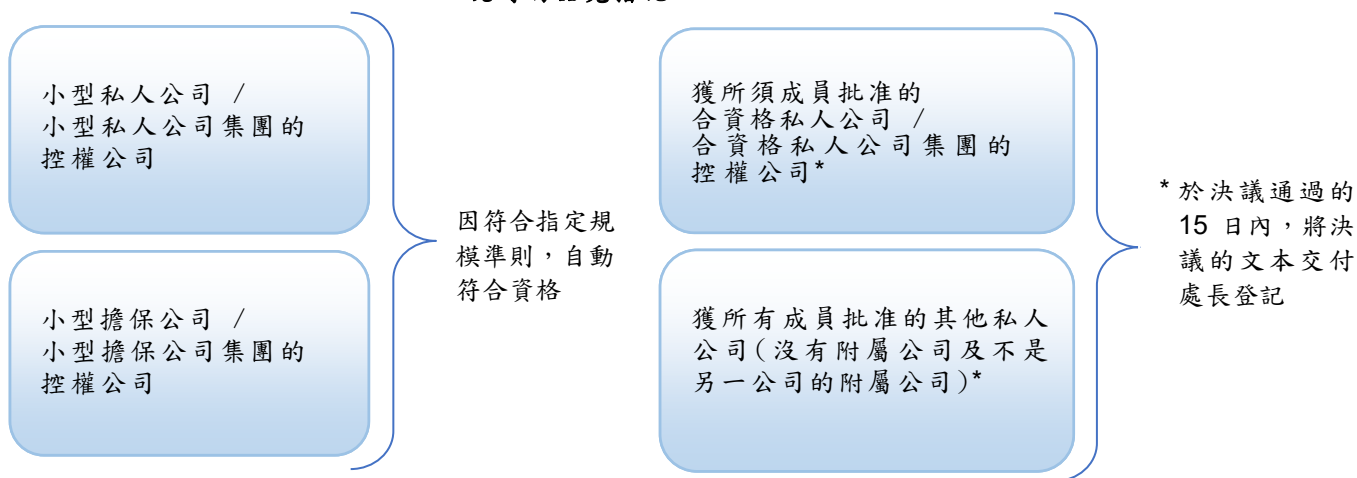 小型私人公司 /
小型私人公司集團的
控權公司
小型擔保公司 /
小型擔保公司集團的
控權公司
因符合指定規
模準則，自動
符合資格
獲所須成員批准的
合資格私人公司 /
合資格私人公司集團的
控權公司*
獲所有成員批准的其他私人
公司(沒有附屬公司及不是
另一公司的附屬公司)*
* 於決議通過的
15 日內，將決
議的文本交付
處長登記